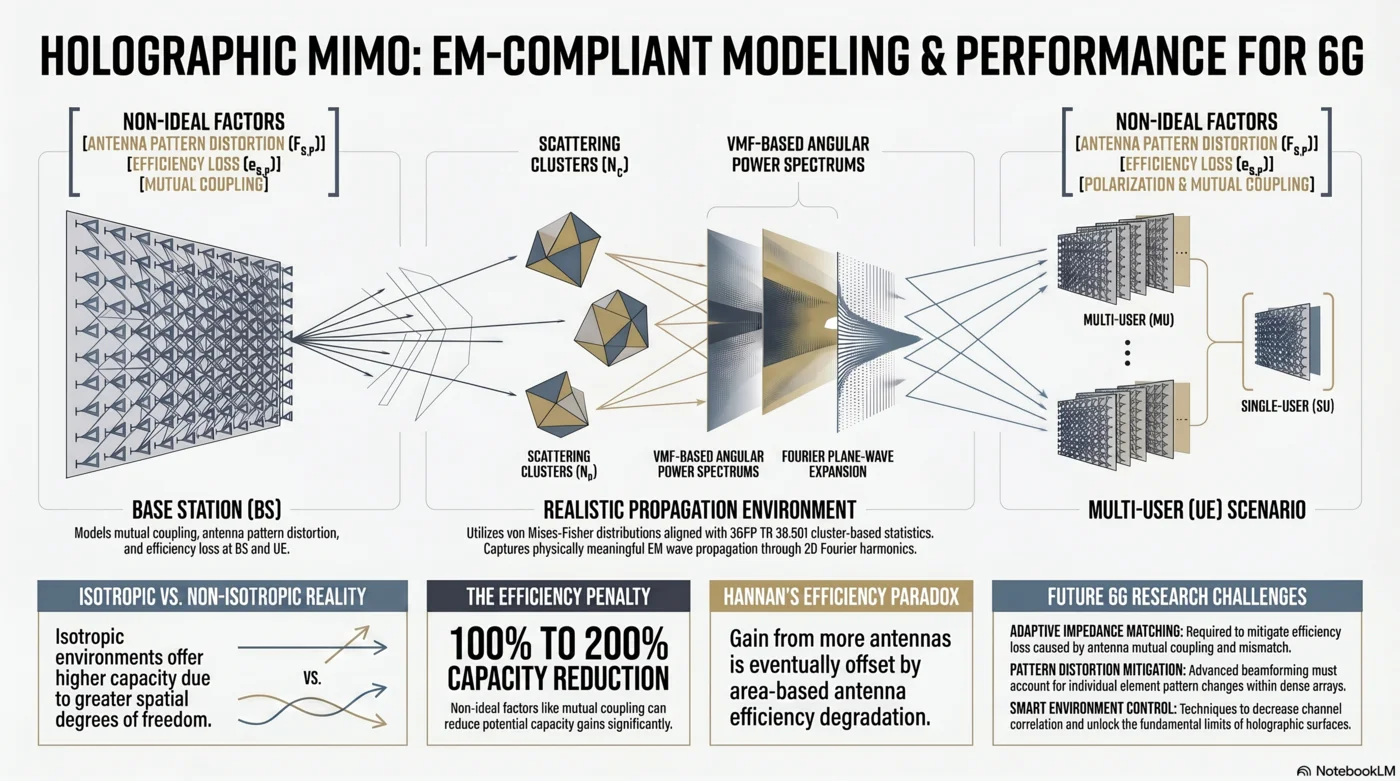 HOLOGRAPHIC MIMO: EM-COMPLIANT MODELING & PERFORMANCE FOR 6G
NON-IDEAL FACTORS
[ANTENNA PATTERN DISTORTION (F_S,P)]
[EFFICIENCY LOSS (e_s,p)]
[MUTUAL COUPLING]
SCATTERING
CLUSTERS (N_C)
VMF-BASED ANGULAR
POWER SPECTRUMS
NON-IDEAL FACTORS
[ANTENNA PATTERN DISTORTION (F_S,P)]
[EFFICIENCY LOSS (e_s,p)]
[POLARIZATION & MUTUAL COUPLING]
MULTI-USER (MU)
SINGLE-USER (SU)
SCATTERING
CLUSTERS (N_p)
VMF-BASED ANGULAR
POWER SPECTRUMS
FOURIER PLANE-WAVE
EXPANSION
BASE STATION (BS)
Models mutual coupling, antenna pattern distortion,
and efficiency loss at BS and UE.
REALISTIC PROPAGATION ENVIRONMENT
Utilizes von Mises-Fisher distributions aligned with 36FP TR 38.501 cluster-based statistics.
Captures physically meaningful EM wave propagation through 2D Fourier harmonics.
MULTI-USER (UE) SCENARIO
ISOTROPIC VS. NON-ISOTROPIC REALITY
Isotropic
environments offer
higher capacity due
to greater spatial
degrees of freedom.
VS.
THE EFFICIENCY PENALTY
100% TO 200%
CAPACITY REDUCTION
Non-ideal factors like mutual coupling can
reduce potential capacity gains significantly.
HANNAN'S EFFICIENCY PARADOX
Gain from more antennas
is eventually offset by
area-based antenna
efficiency degradation.
FUTURE 6G RESEARCH CHALLENGES
ADAPTIVE IMPEDANCE MATCHING: Required to mitigate efficiency
loss caused by antenna mutual coupling and mismatch.
PATTERN DISTORTION MITIGATION: Advanced beamforming must
account for individual element pattern changes within dense arrays.
SMART ENVIRONMENT CONTROL: Techniques to decrease channel
correlation and unlock the fundamental limits of holographic surfaces.
NotebookLM